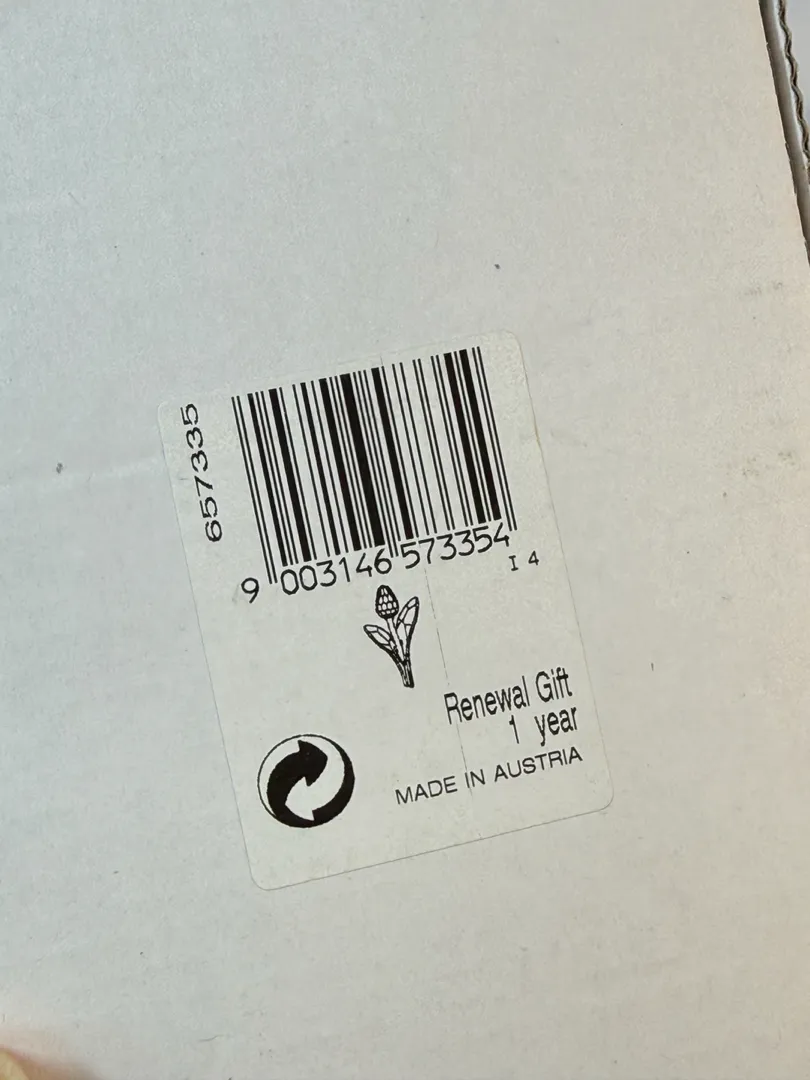 657335
9 003146 573354
I 4
Renewal Gift
1 year
MADE IN AUSTRIA